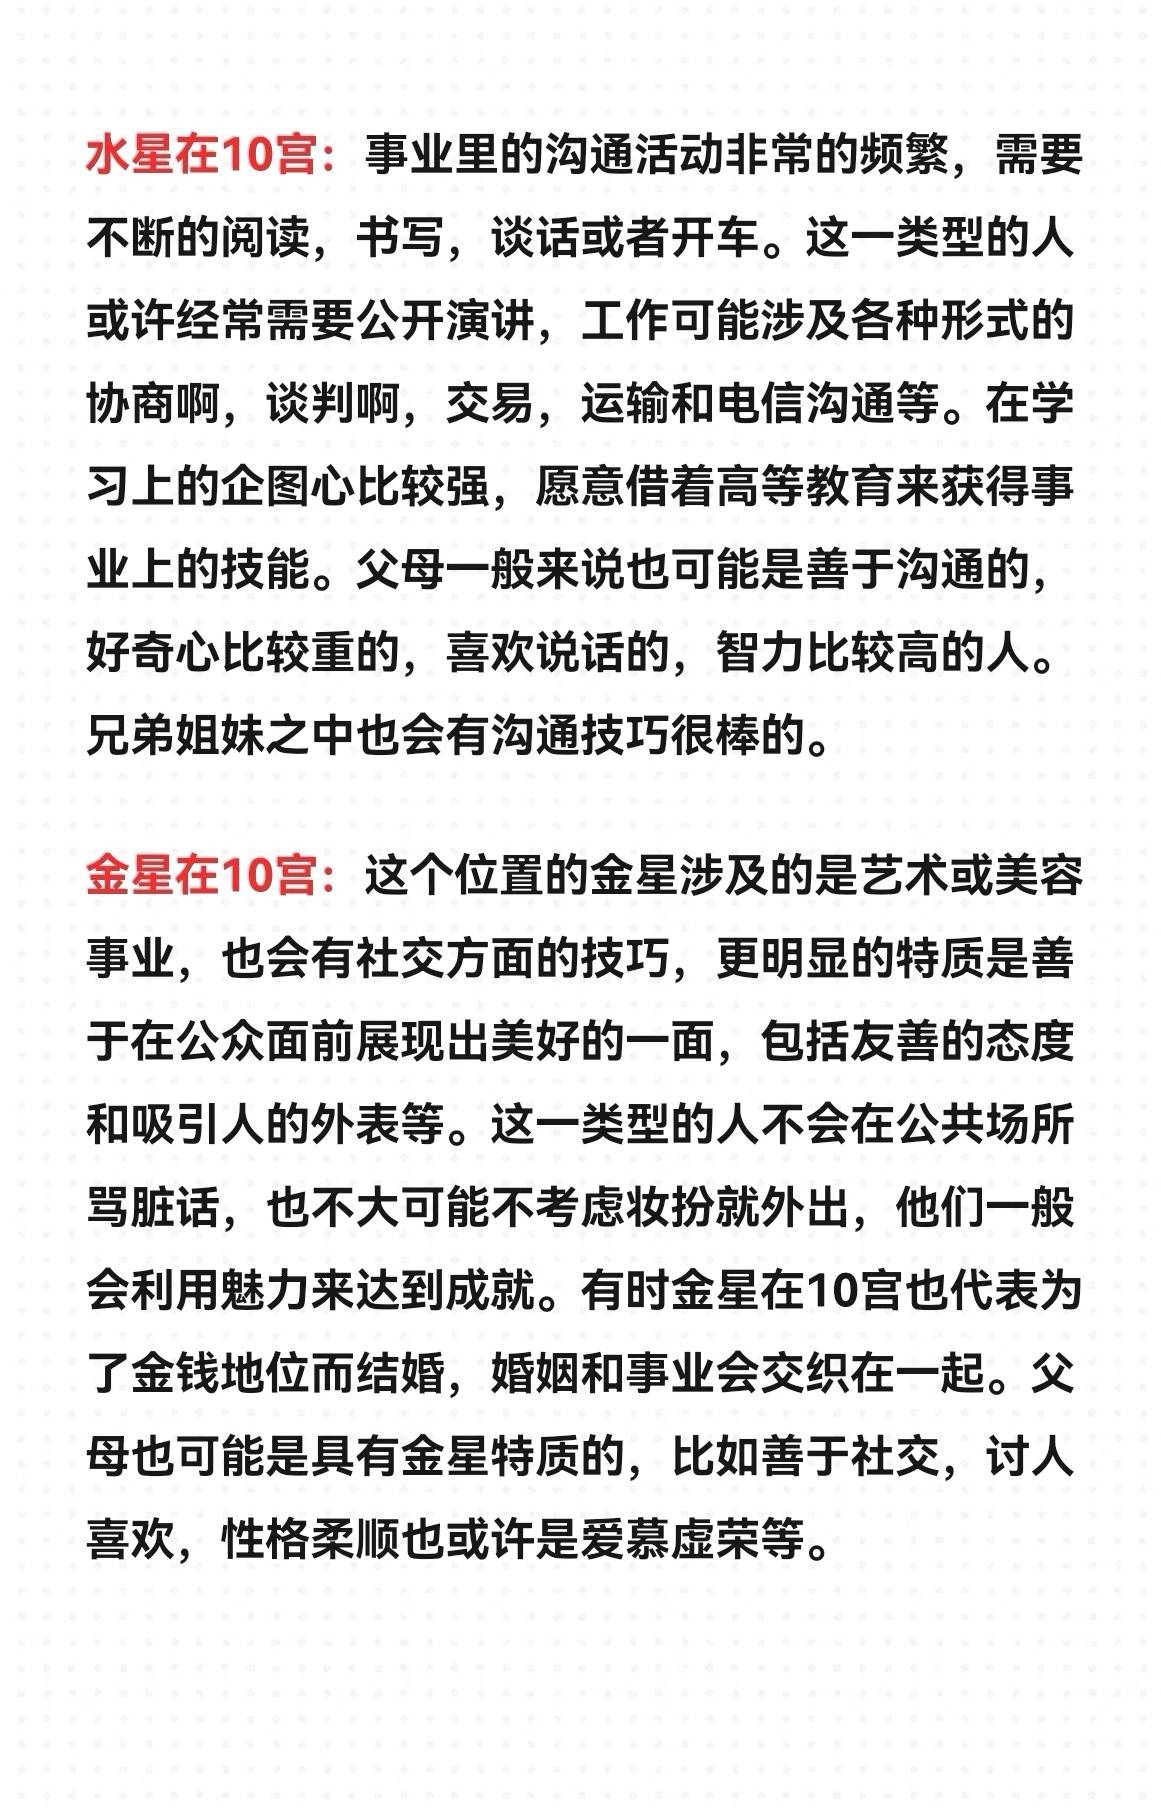 水星在10宫：事业里的沟通活动非常的频繁，需要
不断的阅读，书写，谈话或者开车。这一类型的人
或许经常需要公开演讲，工作可能涉及各种形式的
协商啊，谈判啊，交易，运输和电信沟通等。在学
习上的企图心比较强，愿意借着高等教育来获得事
业上的技能。父母一般来说也可能是善于沟通的，
好奇心比较重的，喜欢说话的，智力比较高的人。
兄弟姐妹之中也会有沟通技巧很棒的。
金星在10宫：这个位置的金星涉及的是艺术或美容
事业，也会有社交方面的技巧，更明显的特质是善
于在公众面前展现出美好的一面，包括友善的态度
和吸引人的外表等。这一类型的人不会在公共场所
骂脏话，也不大可能不考虑妆扮就外出，他们一般
会利用魅力来达到成就。有时金星在10宫也代表为
了金钱地位而结婚，婚姻和事业会交织在一起。父
母也可能是具有金星特质的，比如善于社交，讨人
喜欢，性格柔顺也或许是爱慕虚荣等。